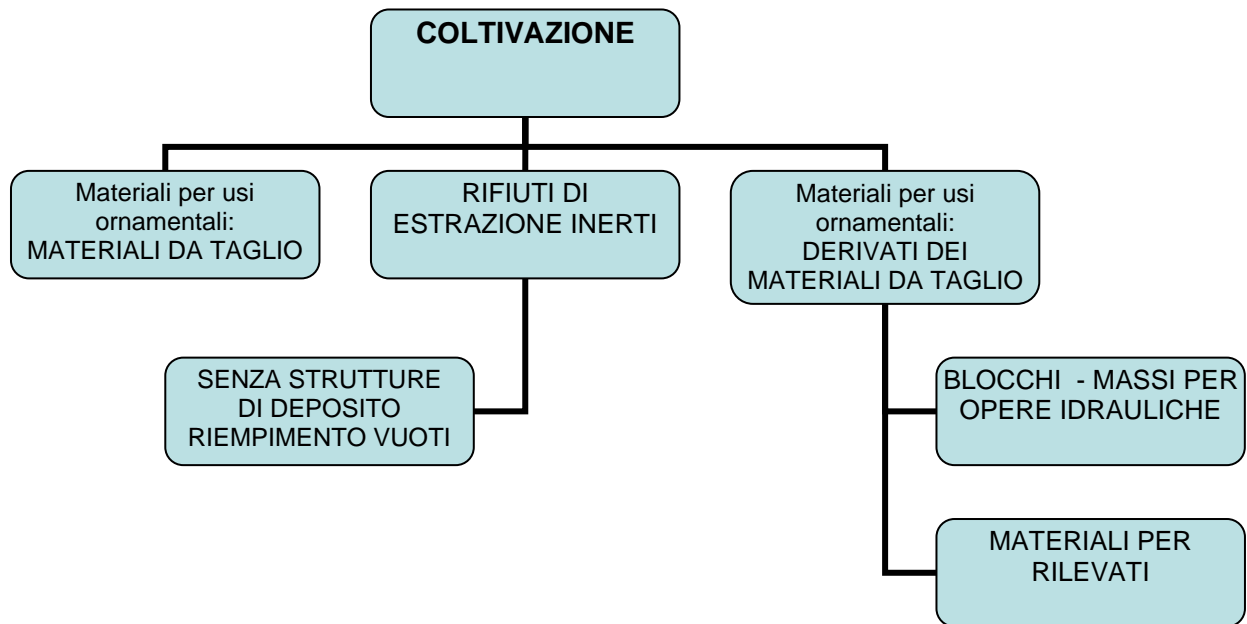 COLTIVAZIONE
Materiali per usi
ornamentali:
MATERIALI DA TAGLIO
RIFIUTI DI
ESTRAZIONE INERTI
Materiali per usi
ornamentali:
DERIVATI DEI
MATERIALI DA TAGLIO
SENZA STRUTTURE
DI DEPOSITO
RIEMPIMENTO VUOTI
BLOCCHI - MASSI PER
OPERE IDRAULICHE
MATERIALI PER
RILEVATI